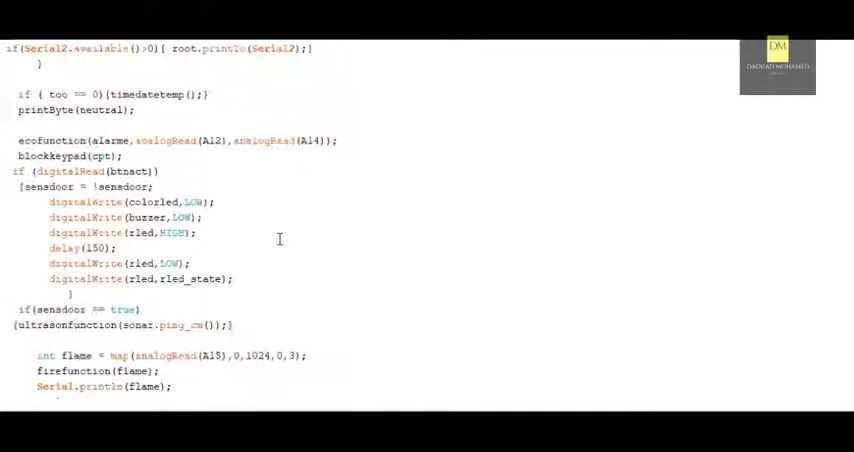 if(Serial2.available()>0){ root.printTo(Serial2);}
}
if ( too == 0){timedatetemp();}
printByte(neutral);
ecofunction(alarme,analogRead(A12),analogRead(A14));
blockkeypad(cpt);
if (digitalRead(btnact))
{sensdoor = !sensdoor;
digitalWrite(colorled,LOW);
digitalWrite(buzzer,LOW);
digitalWrite(rled,HIGH);
delay(150);
digitalWrite(rled,LOW);
digitalWrite(rled,rled_state);
}
if(sensdoor == true)
{ultrasonfunction(sonar.ping_cm());}
int flame = map(analogRead(A15),0,1024,0,3);
firefunction(flame);
Serial.println(flame);
DM
DAOUAD MOHAMED